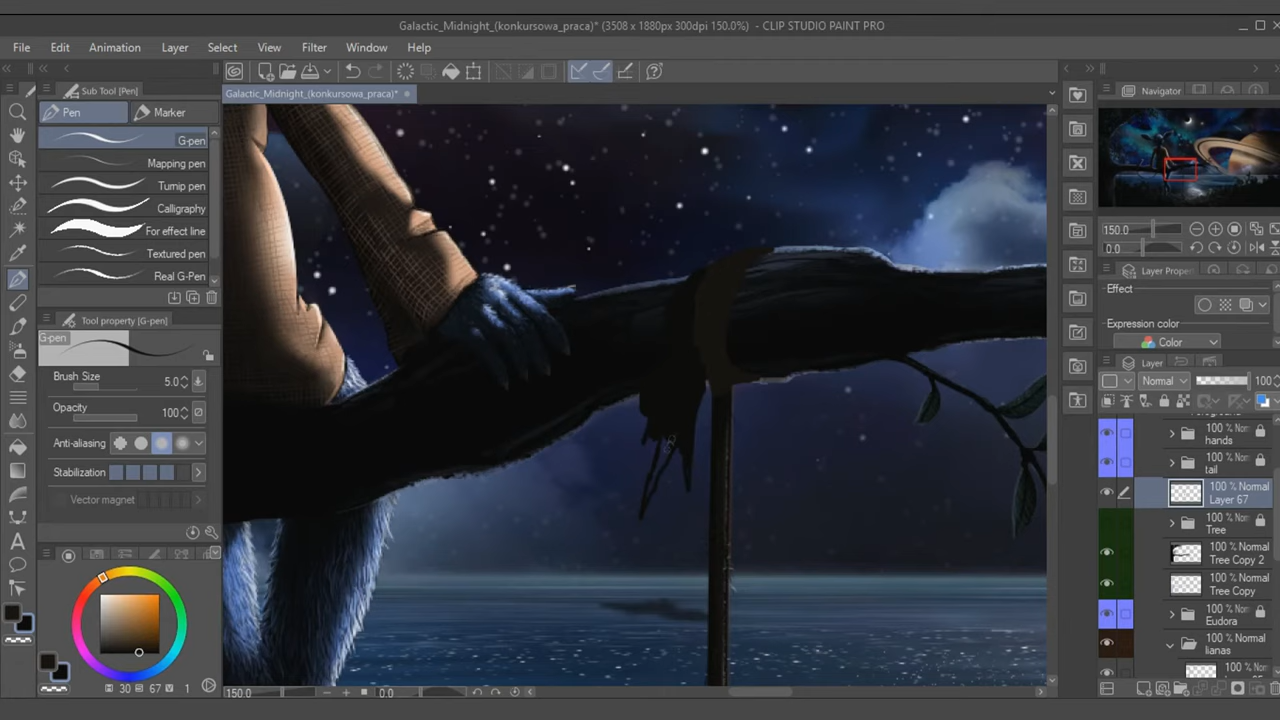 Galactic_Midnight_(konkursowa_praca)* (3508 x 1880px 300dpi 150.0%) - CLIP STUDIO PAINT PRO
File Edit Animation Layer Select View Filter Window Help
Sub Tool [Pen]
Galactic_Midnight_(konkursowa_praca)*
Navigator
Pen Marker
G-pen
Mapping pen
Turnip pen
Calligraphy
For effect line
Textured pen
Real G-Pen
150.0
0.0
Layer Proper
Effect
Expression color
Color
Tool property [G-pen]
G-pen
Brush Size 5.0
Opacity 100
Anti-aliasing
Stabilization
Vector magnet
Layer
Normal 100
100 % Nor
hands
100 % Nor
tail
100 % Normal
Layer 67
100 % Nor
Tree
100 % Normal
Tree Copy 2
100 % Normal
Tree Copy
100 % Nor
Eudora
100 % Normal
lianas
H 30 S 67 V 1
150.0 0.0